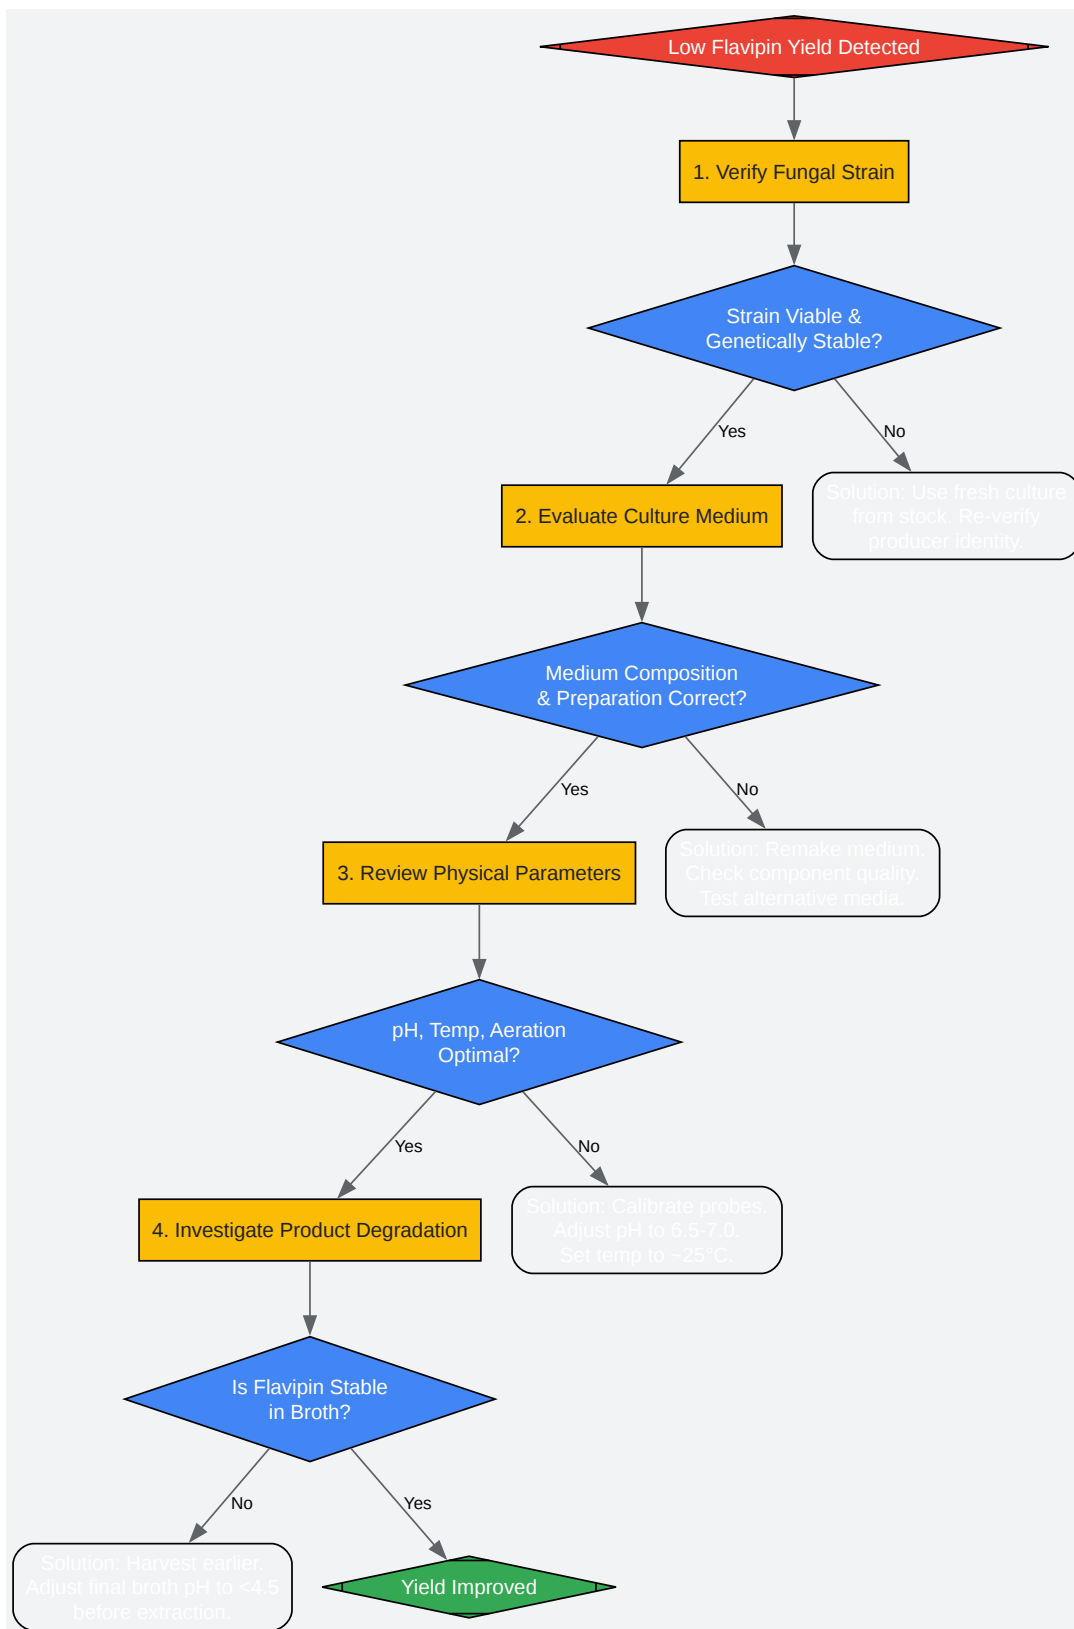 Low Flavipin Yield Detected
1. Verify Fungal Strain
Strain Viable &
Genetically Stable?
Yes
No
2. Evaluate Culture Medium
Solution: Use fresh culture
from stock. Re-verify
producer identity.
Medium Composition
& Preparation Correct?
Yes
No
3. Review Physical Parameters
Solution: Remake medium.
Check component quality.
Test alternative media.
pH, Temp, Aeration
Optimal?
Yes
No
4. Investigate Product Degradation
Solution: Calibrate probes.
Adjust pH to 6.5-7.0.
Set temp to ~25°C.
Is Flavipin Stable
in Broth?
No
Yes
Solution: Harvest earlier.
Adjust final broth pH to <4.5
before extraction.
Yield Improved